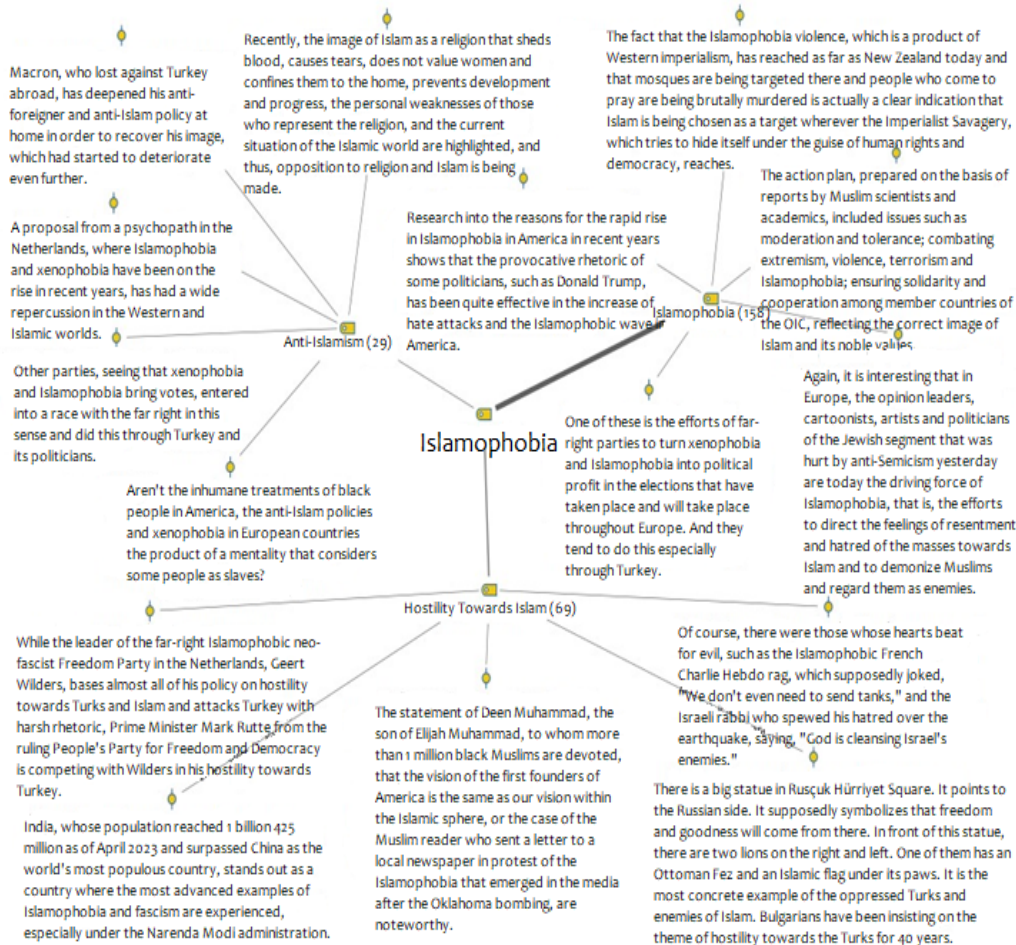 Macron, who lost against Turkey
abroad, has deepened his anti-
foreigner and anti-Islam policy at
home in order to recover his image,
which had started to deteriorate
even further.
Recently, the image of Islam as a religion that sheds
blood, causes tears, does not value women and
confines them to the home, prevents development
and progress, the personal weaknesses of those
who represent the religion, and the current
situation of the Islamic world are highlighted, and
thus, opposition to religion and Islam is being
made.
The fact that the Islamophobia violence, which is a product of
Western imperialism, has reached as far as New Zealand today and
that mosques are being targeted there and people who come to
pray are being brutally murdered is actually a clear indication that
Islam is being chosen as a target wherever the Imperialist Savagery,
which tries to hide itself under the guise of human rights and
democracy, reaches.
A proposal from a psychopath in the
Netherlands, where Islamophobia
and xenophobia have been on the
rise in recent years, has had a wide
repercussion in the Western and
Islamic worlds.
Research into the reasons for the rapid rise
in Islamophobia in America in recent years
shows that the provocative rhetoric of
some politicians, such as Donald Trump,
has been quite effective in the increase of
hate attacks and the Islamophobic wave in
America.
The action plan, prepared on the basis of
reports by Muslim scientists and
academics, included issues such as
moderation and tolerance; combating
extremism, violence, terrorism and
Islamophobia; ensuring solidarity and
cooperation among member countries of
the OIC, reflecting the correct image of
Islam and its noble values.
Anti-Islamism (29)
Islamophobia (158)
Other parties, seeing that xenophobia
and Islamophobia bring votes, entered
into a race with the far right in this
sense and did this through Turkey and
its politicians.
Islamophobia
One of these is the efforts of far-
right parties to turn xenophobia
and Islamophobia into political
profit in the elections that have
taken place and will take place
throughout Europe. And they
tend to do this especially
through Turkey.
Again, it is interesting that in
Europe, the opinion leaders,
cartoonists, artists and politicians
of the Jewish segment that was
hurt by anti-Semicism yesterday
are today the driving force of
Islamophobia, that is, the efforts
to direct the feelings of resentment
and hatred of the masses towards
Islam and to demonize Muslims
and regard them as enemies.
Aren't the inhumane treatments of black
people in America, the anti-Islam policies
and xenophobia in European countries
the product of a mentality that considers
some people as slaves?
Hostility Towards Islam (69)
While the leader of the far-right Islamophobic neo-
fascist Freedom Party in the Netherlands, Geert
Wilders, bases almost all of his policy on hostility
towards Turks and Islam and attacks Turkey with
harsh rhetoric, Prime Minister Mark Rutte from the
ruling People's Party for Freedom and Democracy
is competing with Wilders in his hostility towards
Turkey.
The statement of Deen Muhammad, the
son of Elijah Muhammad, to whom more
than 1 million black Muslims are devoted,
that the vision of the first founders of
America is the same as our vision within
the Islamic sphere, or the case of the
Muslim reader who sent a letter to a
local newspaper in protest of the
Islamophobia that emerged in the media
after the Oklahoma bombing, are
noteworthy.
Of course, there were those whose hearts beat
for evil, such as the Islamophobic French
Charlie Hebdo rag, which supposedly joked,
"We don't even need to send tanks," and the
Israeli rabbi who spewed his hatred over the
earthquake, saying, "God is cleansing Israel's
enemies."
India, whose population reached 1 billion 425
million as of April 2023 and surpassed China as the
world's most populous country, stands out as a
country where the most advanced examples of
Islamophobia and fascism are experienced,
especially under the Narenda Modi administration.
There is a big statue in Rusçuk Hürriyet Square. It points to
the Russian side. It supposedly symbolizes that freedom
and goodness will come from there. In front of this statue,
there are two lions on the right and left. One of them has an
Ottoman Fez and an Islamic flag under its paws. It is the
most concrete example of the oppressed Turks and
enemies of Islam. Bulgarians have been insisting on the
theme of hostility towards the Turks for 40 years.